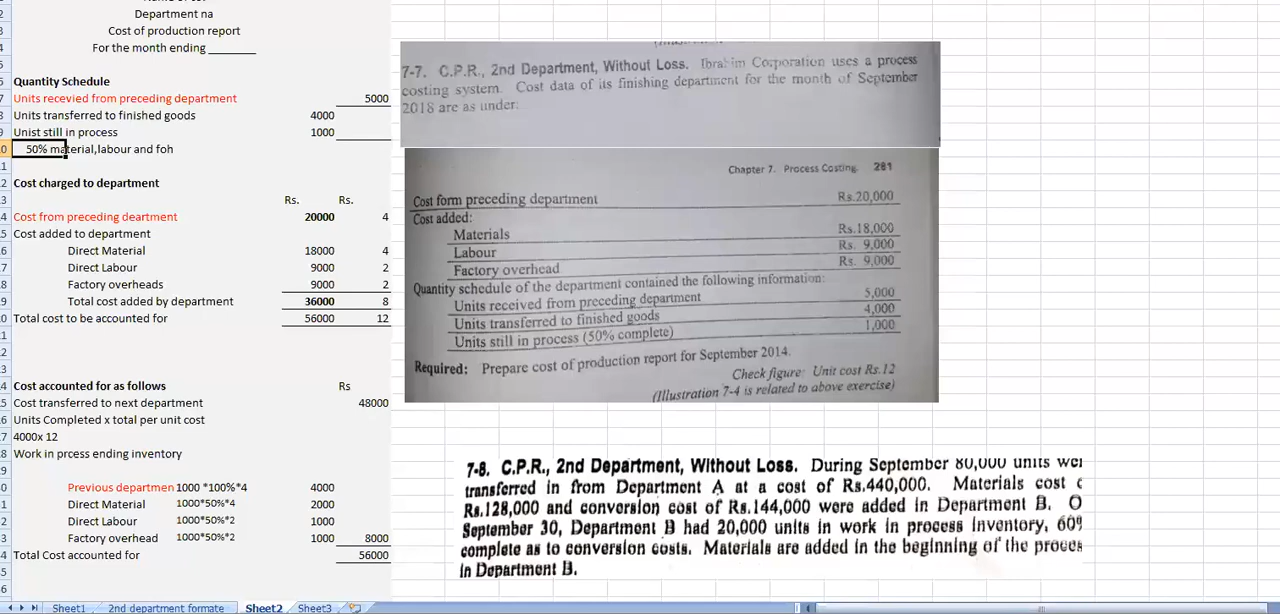 Department na
Cost of production report
For the month ending ________
Quantity Schedule
Units recevied from preceding department 5000
Units transferred to finished goods 4000
Unist still in process 1000
50% material,labour and foh
Cost charged to department
Rs. Rs.
Cost from preceding deartment 20000 4
Cost added to department
Direct Material 18000 4
Direct Labour 9000 2
Factory overheads 9000 2
Total cost added by department 36000 8
Total cost to be accounted for 56000 12
Cost accounted for as follows Rs
Cost transferred to next department 48000
Units Completed x total per unit cost
4000x 12
Work in prcess ending inventory
Previous departmen 1000 *100%*4 4000
Direct Material 1000*50%*4 2000
Direct Labour 1000*50%*2 1000
Factory overhead 1000*50%*2 1000 8000
Total Cost accounted for 56000
Sheet1 2nd department formate Sheet2 Sheet3
7-7. C.P.R., 2nd Department, Without Loss. Ibrahim Corporation uses a process
costing system. Cost data of its finishing department for the month of September
2018 are as under:
Chapter 7. Process Costing. 281
Cost form preceding department Rs.20,000
Cost added:
Materials Rs.18,000
Labour Rs. 9,000
Factory overhead Rs. 9,000
Quantity schedule of the department contained the following information:
Units received from preceding department 5,000
Units transferred to finished goods 4,000
Units still in process (50% complete) 1,000
Required: Prepare cost of production report for September 2014.
Check figure: Unit cost Rs.12
(Illustration 7-4 is related to above exercise)
7-8. C.P.R., 2nd Department, Without Loss. During September 80,000 units wer
transferred in from Department A at a cost of Rs.440,000. Materials cost c
Rs.128,000 and conversion cost of Rs.144,000 were added in Department B. O
September 30, Department B had 20,000 units in work in process inventory, 60%
complete as to conversion costs. Materials are added in the beginning of the proces
in Department B.